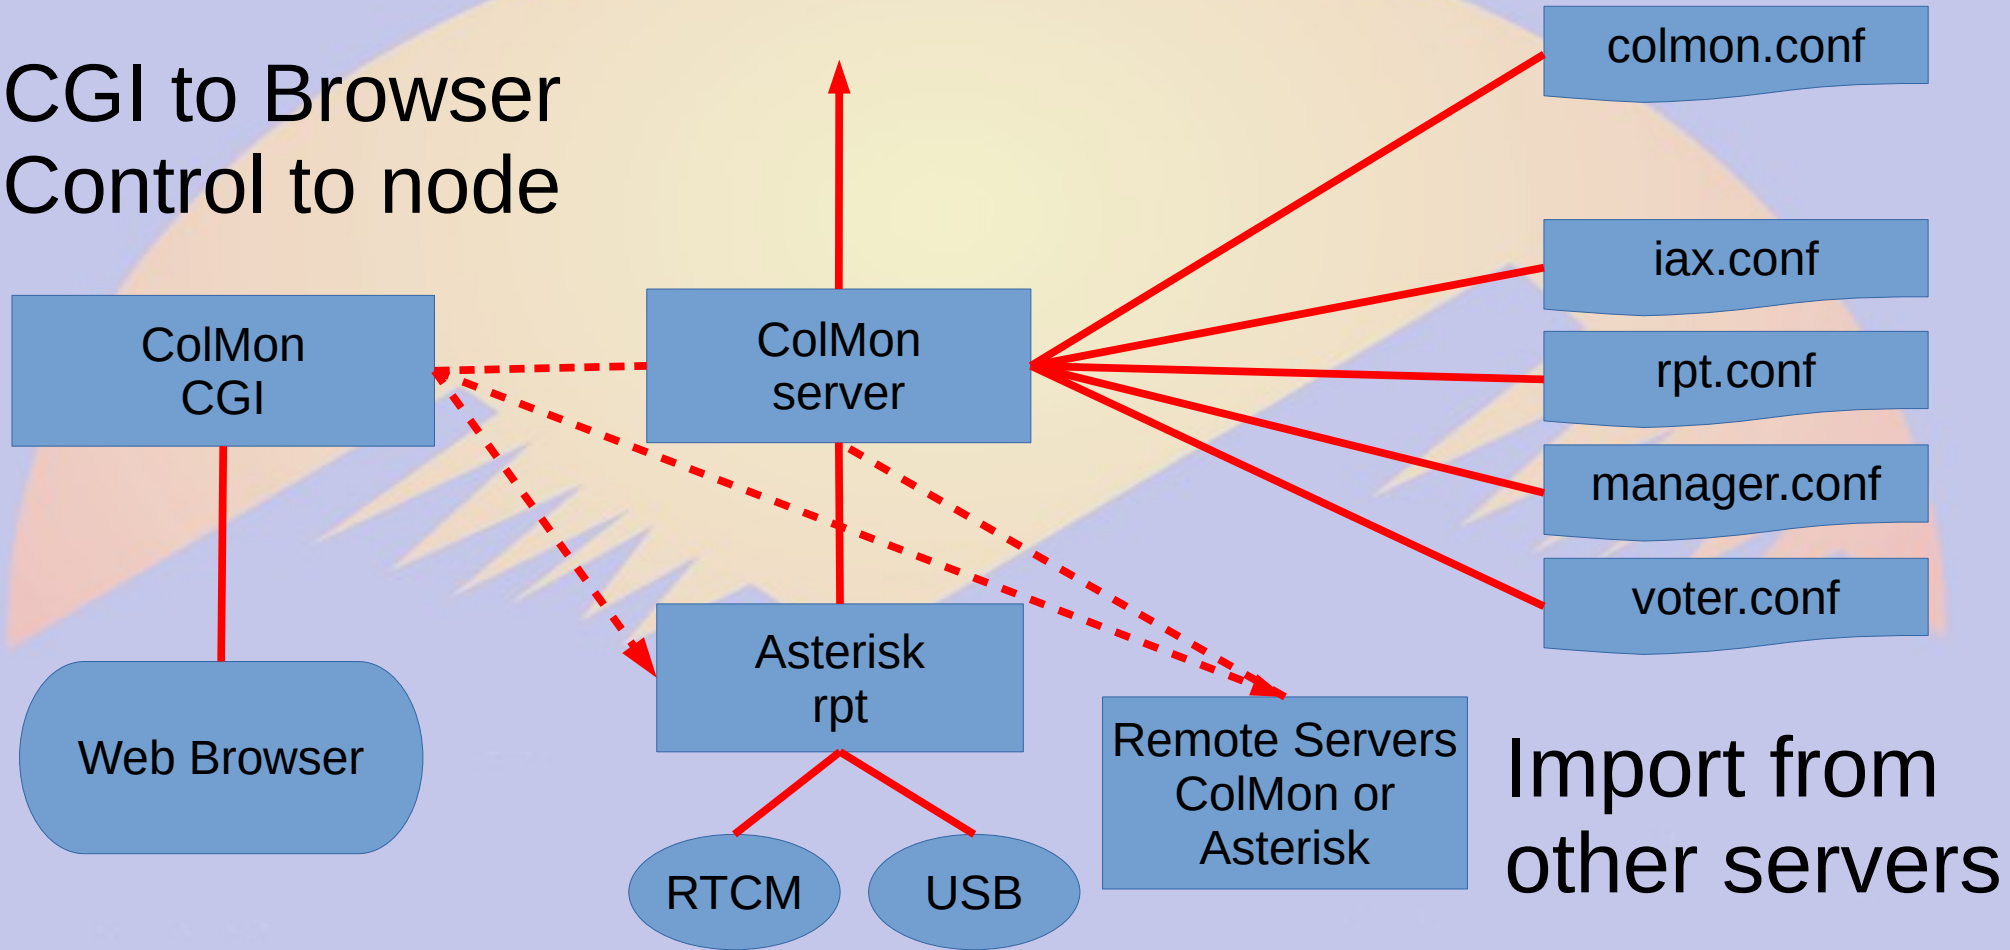 CGI to Browser
Control to node
colmon.conf
iax.conf
rpt.conf
manager.conf
voter.conf
ColMon
CGI
ColMon
server
Web Browser
Asterisk
rpt
RTCM
USB
Remote Servers
ColMon or
Asterisk
Import from
other servers